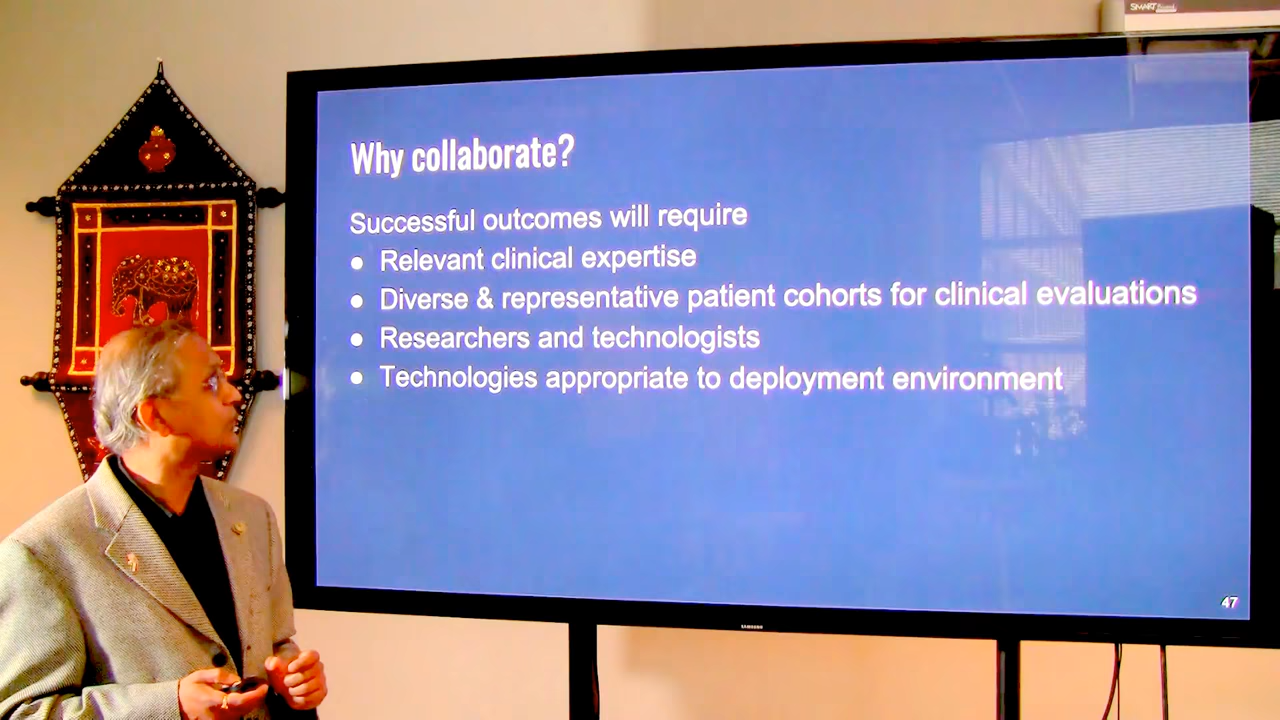 SMART
Why collaborate?
Successful outcomes will require
● Relevant clinical expertise
● Diverse & representative patient cohorts for clinical evaluations
● Researchers and technologists
● Technologies appropriate to deployment environment
47
SAMSUNG